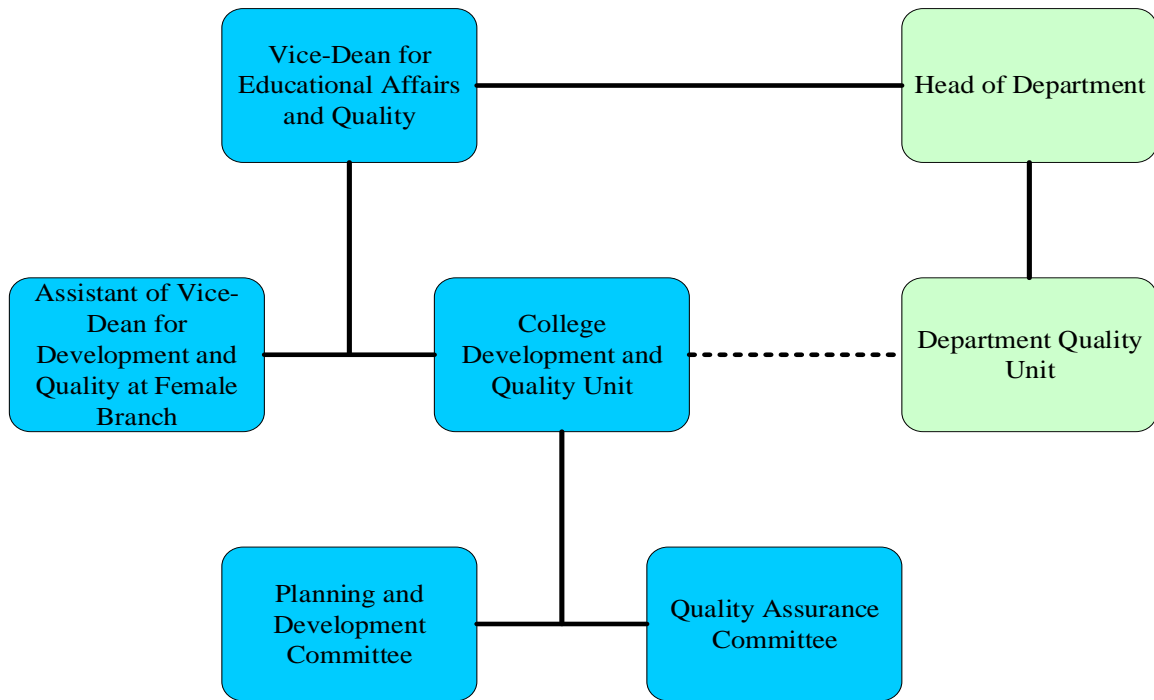 Vice-Dean for
Educational Affairs
and Quality
Head of Department
Assistant of Vice-
Dean for
Development and
Quality at Female
Branch
College
Development and
Quality Unit
Department Quality
Unit
Planning and
Development
Committee
Quality Assurance
Committee